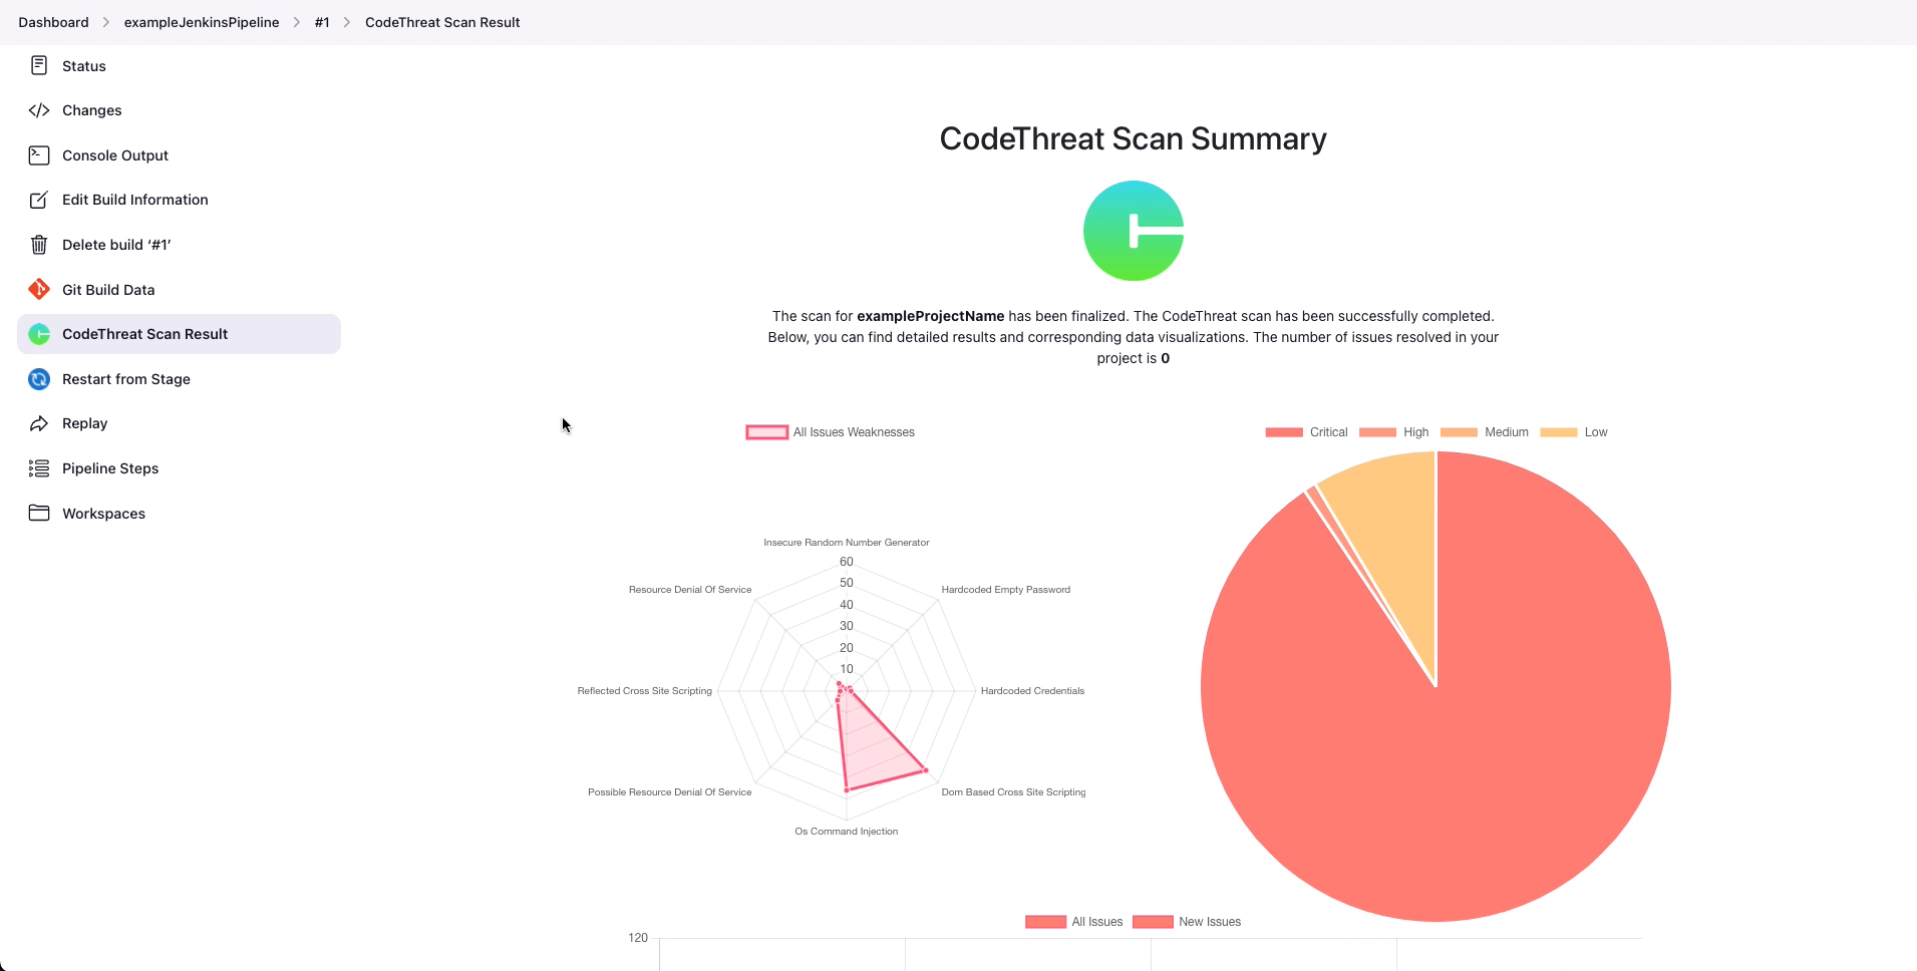 Dashboard > exampleJenkinsPipeline > #1 > CodeThreat Scan Result
Status
Changes
Console Output
Edit Build Information
Delete build ‘#1’
Git Build Data
CodeThreat Scan Result
Restart from Stage
Replay
Pipeline Steps
Workspaces
CodeThreat Scan Summary
The scan for exampleProjectName has been finalized. The CodeThreat scan has been successfully completed.
Below, you can find detailed results and corresponding data visualizations. The number of issues resolved in your
project is 0
All Issues Weaknesses
Insecure Random Number Generator
60
Resource Denial Of Service
50
Hardcoded Empty Password
40
30
20
10
Reflected Cross Site Scripting
Hardcoded Credentials
Possible Resource Denial Of Service
Dom Based Cross Site Scripting
Os Command Injection
Critical High Medium Low
All Issues New Issues
120